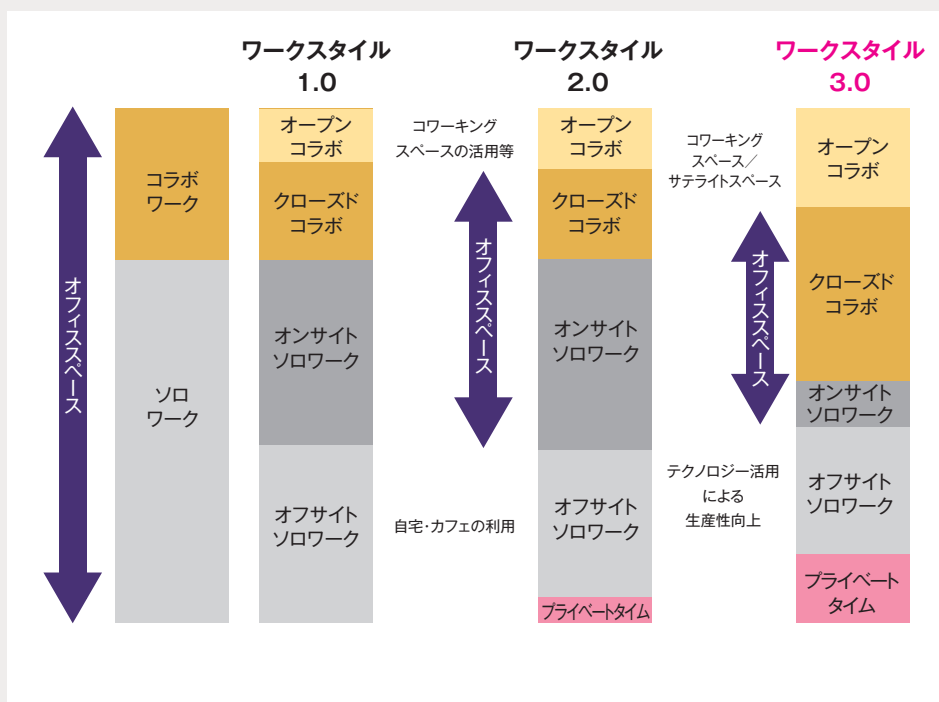 ワークスタイル
1.0
ワークスタイル
2.0
ワークスタイル
3.0
オフィススペース
コラボ
ワーク
ソロ
ワーク
オープン
コラボ
クローズド
コラボ
オンサイト
ソロワーク
オフサイト
ソロワーク
コワーキング
スペースの活用等
オフィススペース
自宅・カフェの利用
オープン
コラボ
クローズド
コラボ
オンサイト
ソロワーク
オフサイト
ソロワーク
プライベートタイム
コワーキング
スペース／
サテライトスペース
オフィススペース
テクノロジー活用
による
生産性向上
オープン
コラボ
クローズド
コラボ
オンサイト
ソロワーク
オフサイト
ソロワーク
プライベート
タイム